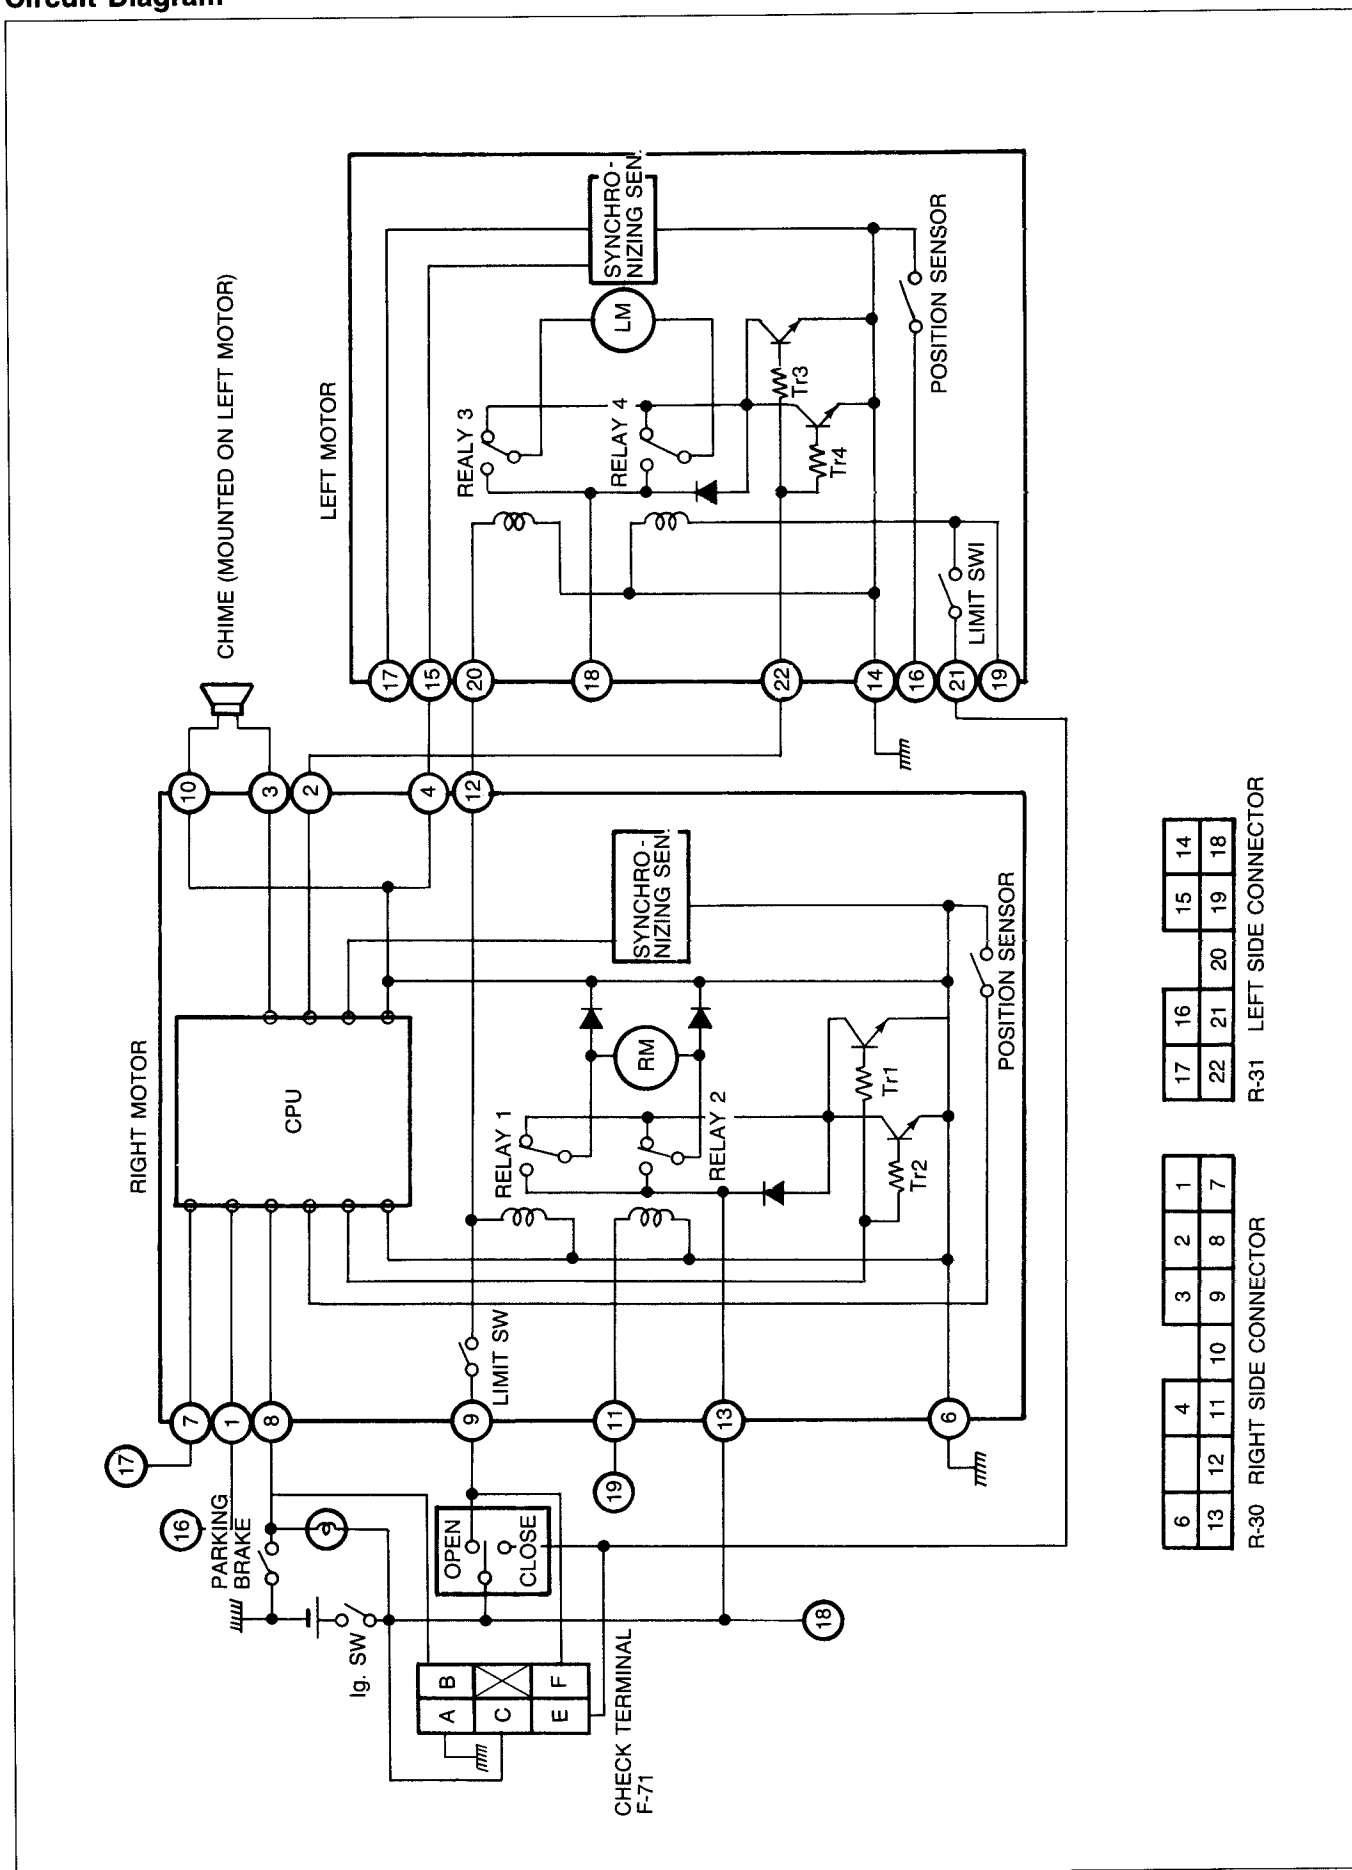 Circuit Diagram
CHIME (MOUNTED ON LEFT MOTOR)
RIGHT MOTOR
LEFT MOTOR
17
7
10
17
16
PARKING
BRAKE
1
8
CPU
3
2
4
15
Ig. SW
A
B
C
E
F
CHECK TERMINAL
F-71
OPEN
CLOSE
9
LIMIT SW
12
20
RELAY 1
REALY 3
19
11
RELAY 2
RM
SYNCHRO-
NIZING SEN.
18
RELAY 4
LM
SYNCHRO-
NIZING SEN.
13
18
Tr1
Tr2
22
Tr3
Tr4
6
14
16
POSITION SENSOR
POSITION SENSOR
21
LIMIT SWI
19
6 4 3 2 1
13 12 11 10 9 8 7
R-30 RIGHT SIDE CONNECTOR
17 16 15 14
22 21 20 19 18
R-31 LEFT SIDE CONNECTOR